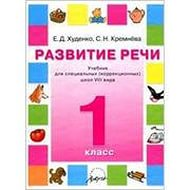 Е.Д. Худенко, С.Н. Кремнёва
РАЗВИТИЕ РЕЧИ
Учебник
для специальных (коррекционных)
школ VIII вида
1
класс